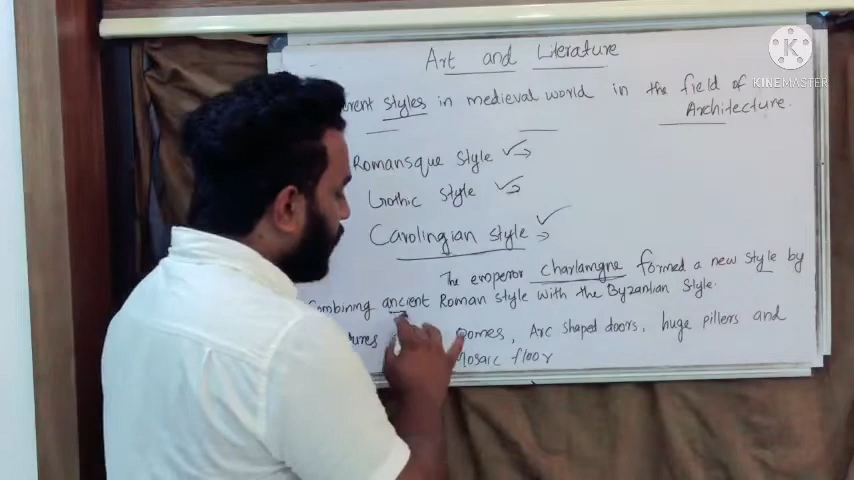 Art and Literature
styles in medieval world in the field of
Architecture.
Romansque style
Gothic style
Carolingian style
The emperor charlamgne formed a new style by
Combining ancient Roman style with the Byzantian style.
Domes, Arc shaped doors, huge pillers and
Mosaic floor
KINEMASTER